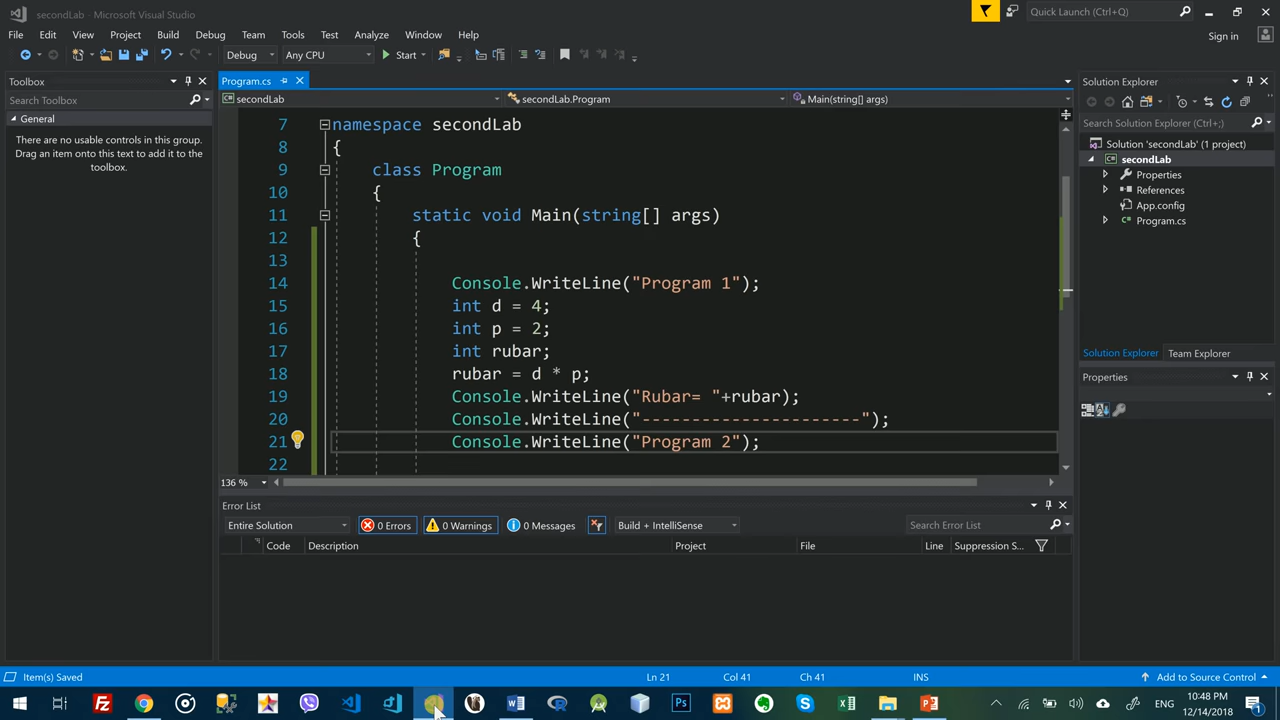 secondLab - Microsoft Visual Studio
Quick Launch (Ctrl+Q)
File Edit View Project Build Debug Team Tools Test Analyze Window Help
Sign in
Debug Any CPU Start
Toolbox
Search Toolbox
General
There are no usable controls in this group.
Drag an item onto this text to add it to the
toolbox.
Program.cs
secondLab secondLab.Program Main(string[] args)
7 namespace secondLab
8 {
9 class Program
10 {
11 static void Main(string[] args)
12 {
13
14 Console.WriteLine("Program 1");
15 int d = 4;
16 int p = 2;
17 int rubar;
18 rubar = d * p;
19 Console.WriteLine("Rubar= "+rubar);
20 Console.WriteLine("----------------------");
21 Console.WriteLine("Program 2");
22
136 %
Solution Explorer
Search Solution Explorer (Ctrl+;)
Solution 'secondLab' (1 project)
secondLab
Properties
References
App.config
Program.cs
Solution Explorer Team Explorer
Properties
Error List
Entire Solution 0 Errors 0 Warnings 0 Messages Build + IntelliSense Search Error List
Code Description Project File Line Suppression S...
Item(s) Saved Ln 21 Col 41 Ch 41 INS Add to Source Control
10:48 PM
12/14/2018